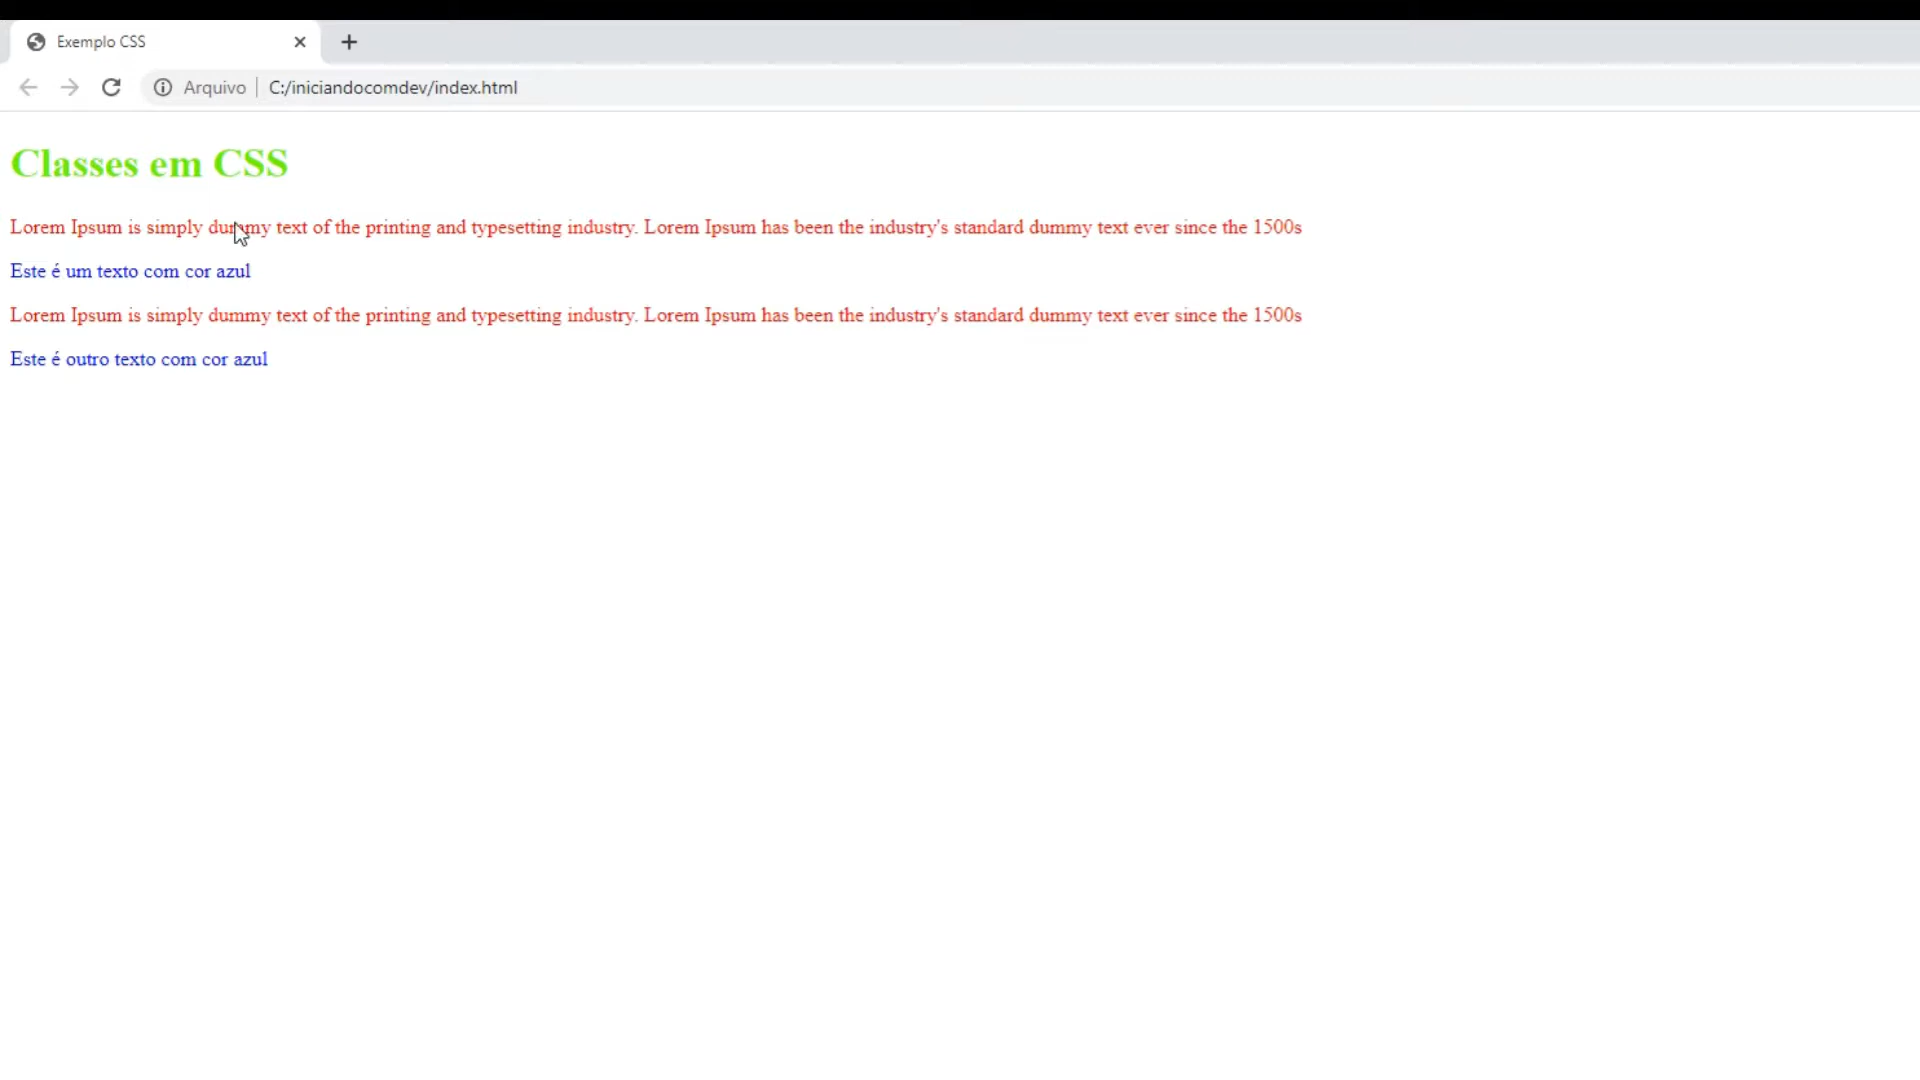 Exemplo CSS
Arquivo | C:/iniciandocomdev/index.html
Classes em CSS
Lorem Ipsum is simply dummy text of the printing and typesetting industry. Lorem Ipsum has been the industry's standard dummy text ever since the 1500s
Este é um texto com cor azul
Lorem Ipsum is simply dummy text of the printing and typesetting industry. Lorem Ipsum has been the industry's standard dummy text ever since the 1500s
Este é outro texto com cor azul